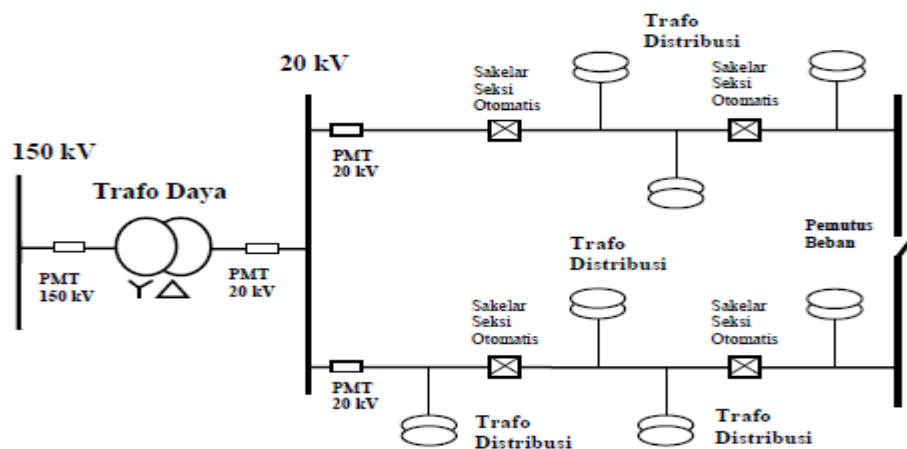 Trafo
Distribusi
20 kV
Sakelar
Seksi
Otomatis
Sakelar
Seksi
Otomatis
PMT
20 kV
150 kV
Trafo Daya
PMT
150 kV
PMT
20 kV
Trafo
Distribusi
Pemutus
Beban
Sakelar
Seksi
Otomatis
Sakelar
Seksi
Otomatis
PMT
20 kV
Trafo
Distribusi
Trafo
Distribusi